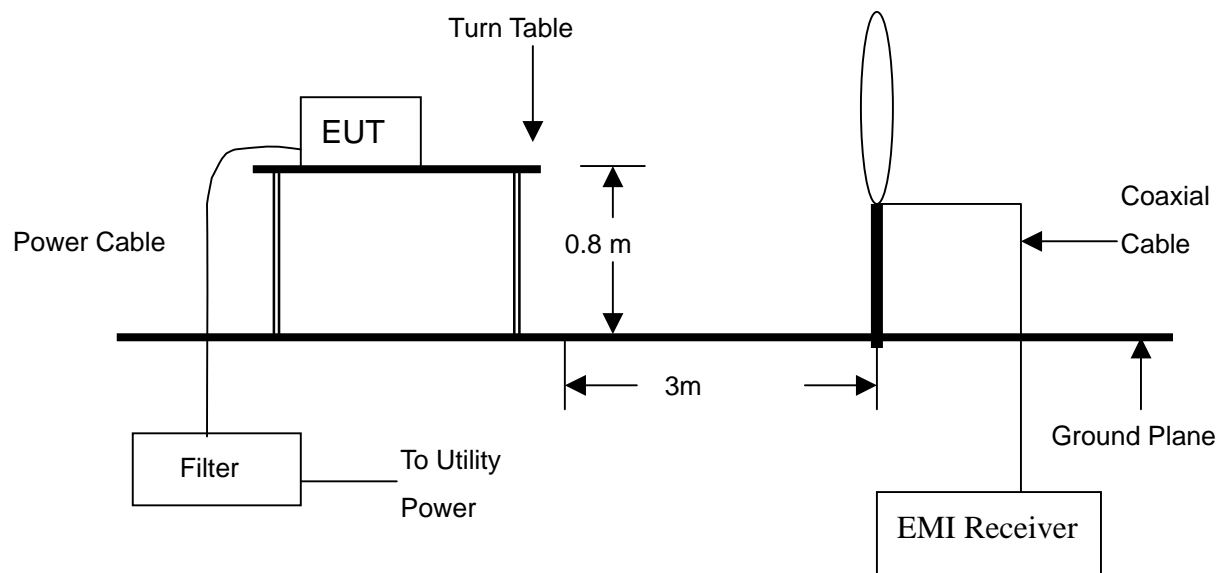 Turn Table
EUT
Coaxial
Cable
Power Cable
0.8 m
3m
Ground Plane
Filter
To Utility
Power
EMI Receiver